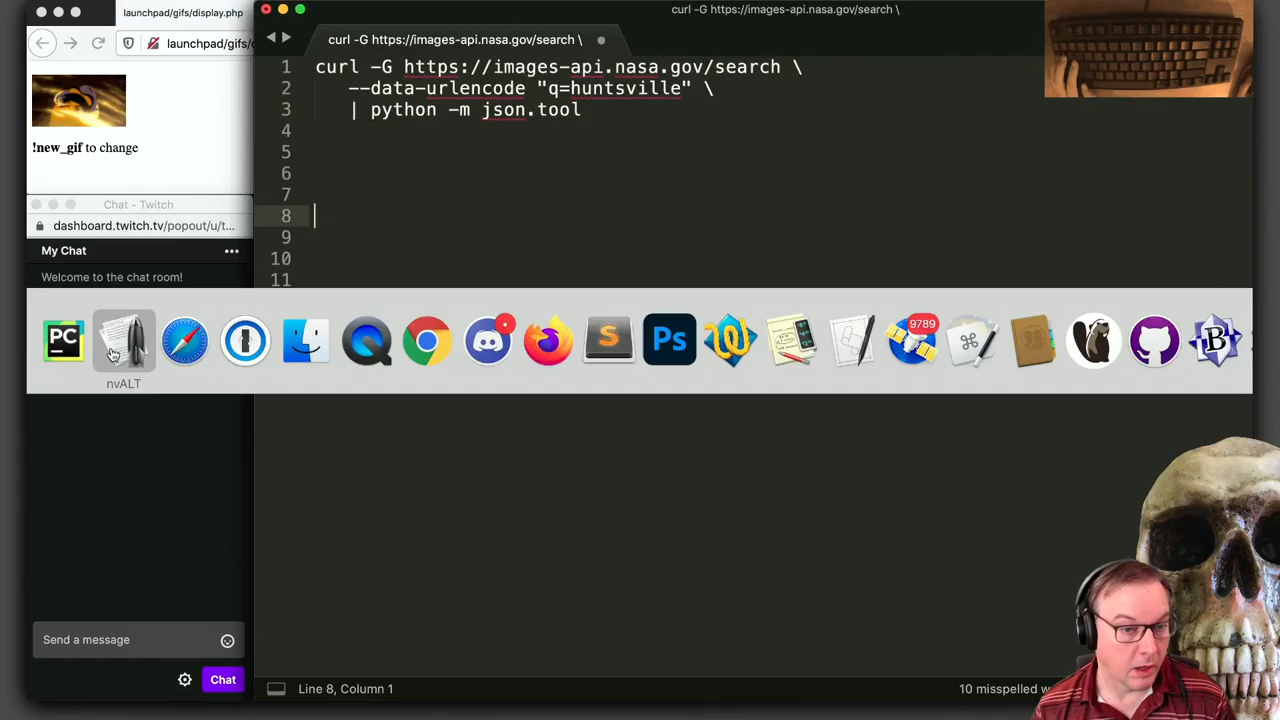 launchpad/gifs/display.php
launchpad/gifs/d
!new_gif to change
Chat - Twitch
dashboard.twitch.tv/popout/u/t...
My Chat
Welcome to the chat room!
Send a message
Chat
curl -G https://images-api.nasa.gov/search \
curl -G https://images-api.nasa.gov/search \
1 curl -G https://images-api.nasa.gov/search \
2 --data-urlencode "q=huntsville" \
3 | python -m json.tool
4
5
6
7
8
9
10
11
PC
S
Ps
9789
B
nvALT
Line 8, Column 1
10 misspelled w